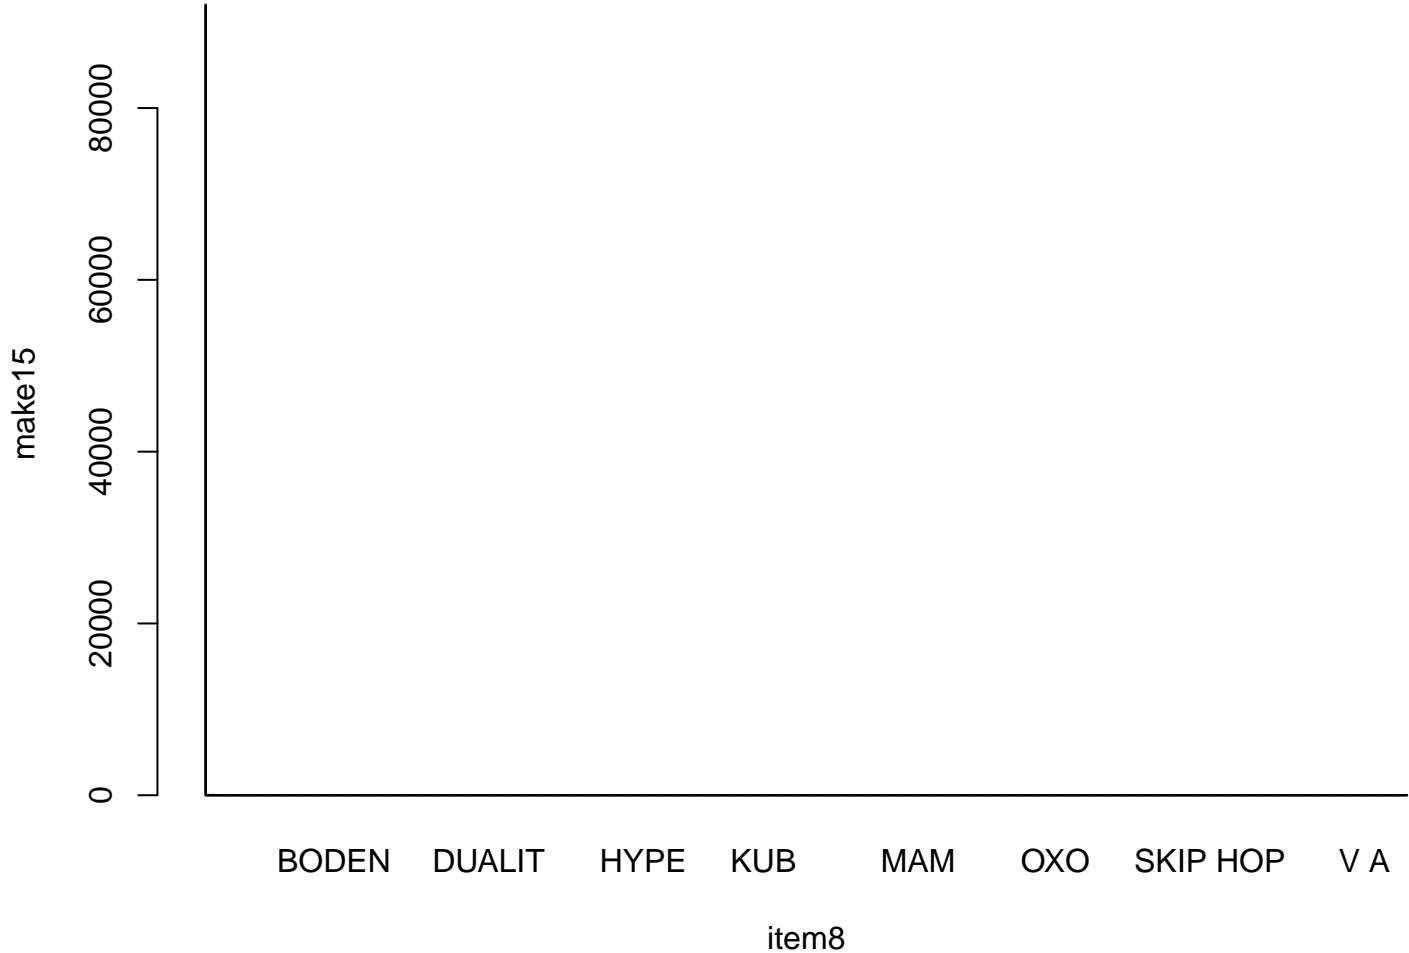 80000
60000
40000
20000
0
make15
BODEN DUALIT HYPE KUB MAM OXO SKIP HOP V A
item8